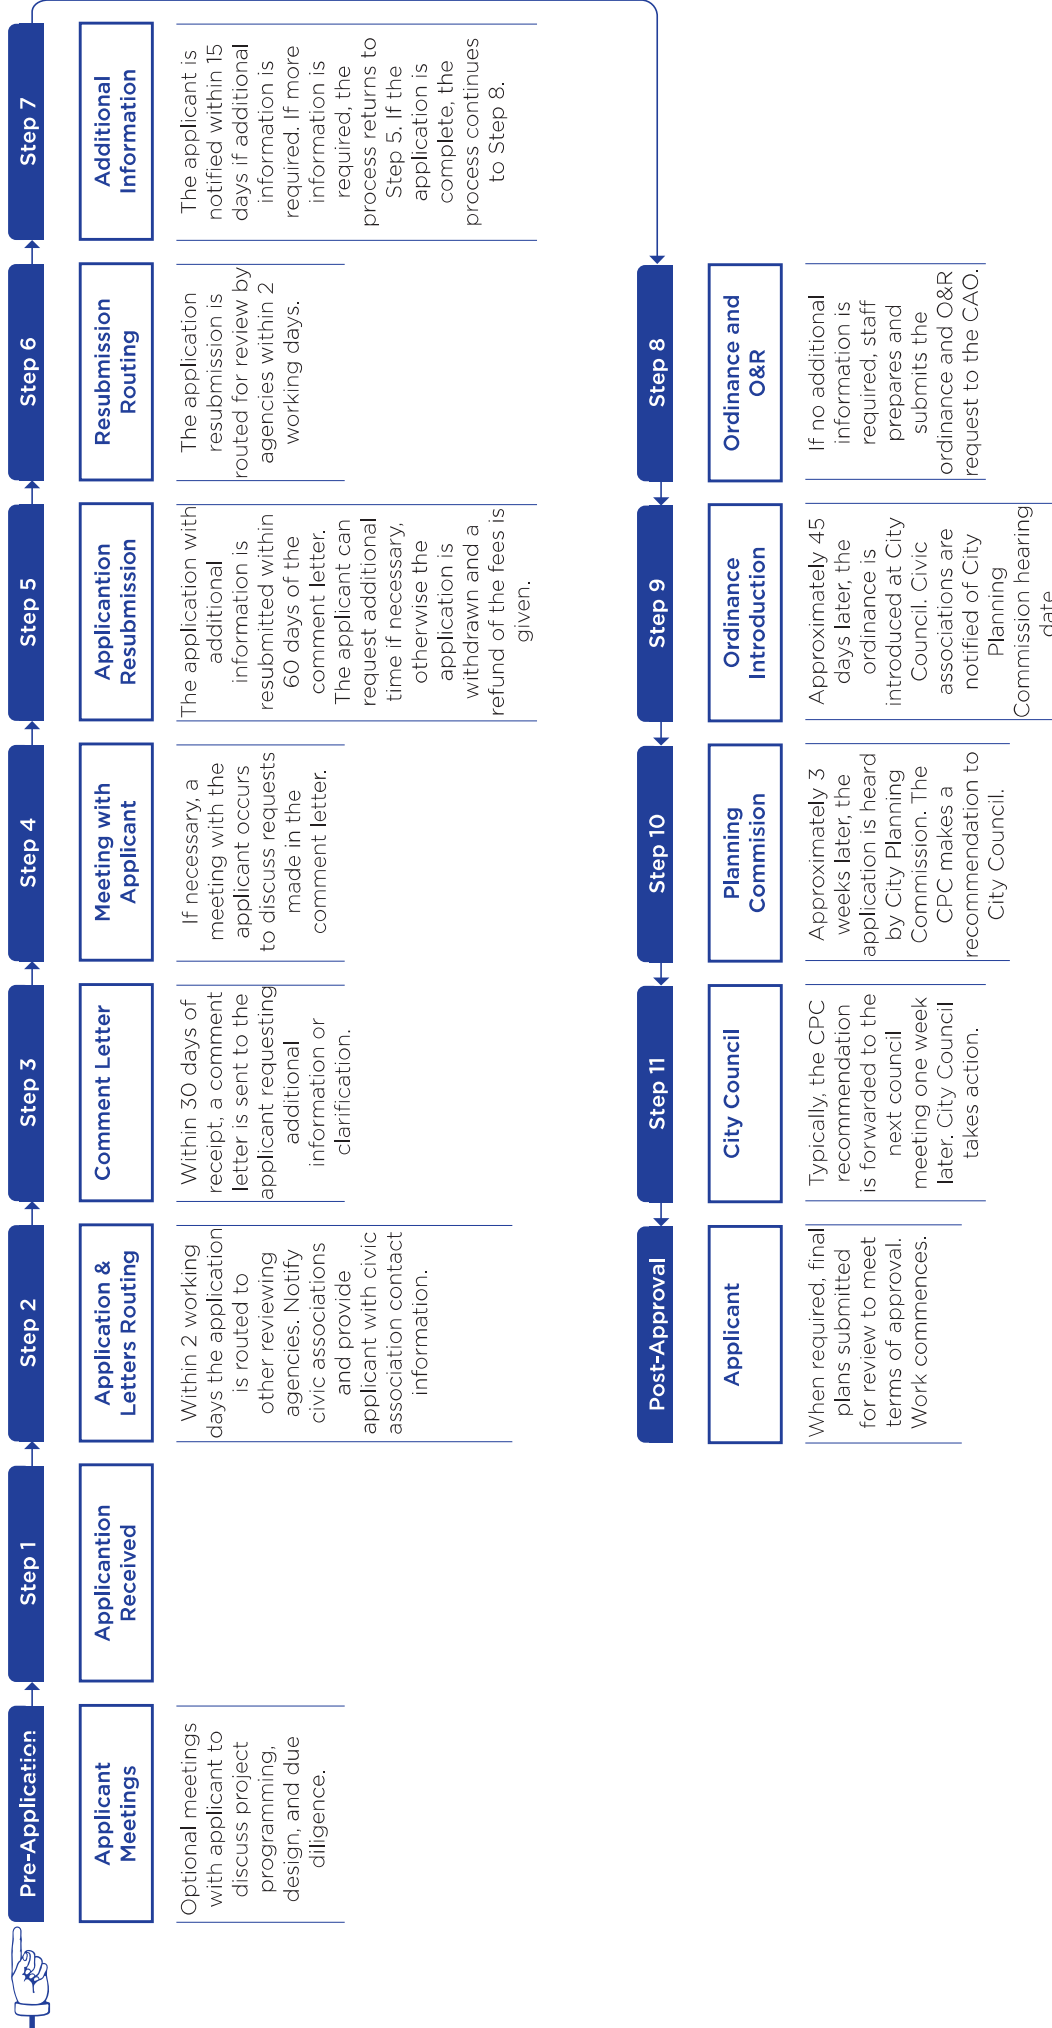 Pre-Application
Applicant
Meetings
Optional meetings
with applicant to
discuss project
programming,
design, and due
diligence.
Step 1
Applicantion
Received
Step 2
Application &
Letters Routing
Within 2 working
days the application
is routed to
other reviewing
agencies. Notify
civic associations
and provide
applicant with civic
association contact
information.
Step 3
Comment Letter
Within 30 days of
receipt, a comment
letter is sent to the
applicant requesting
additional
information or
clarification.
Step 4
Meeting with
Applicant
If necessary, a
meeting with the
applicant occurs
to discuss requests
made in the
comment letter.
Step 5
Applicantion
Resubmission
The application with
additional
information is
resubmitted within
60 days of the
comment letter.
The applicant can
request additional
time if necessary,
otherwise the
application is
withdrawn and a
refund of the fees is
given.
Step 6
Resubmission
Routing
The application
resubmission is
routed for review by
agencies within 2
working days.
Step 7
Additional
Information
The applicant is
notified within 15
days if additional
information is
required. If more
information is
required, the
process returns to
Step 5. If the
application is
complete, the
process continues
to Step 8.
Step 8
Ordinance and
O&R
If no additional
information is
required, staff
prepares and
submits the
ordinance and O&R
request to the CAO.
Step 9
Ordinance
Introduction
Approximately 45
days later, the
ordinance is
introduced at City
Council. Civic
associations are
notified of City
Planning
Commission hearing
date
Step 10
Planning
Commision
Approximately 3
weeks later, the
application is heard
by City Planning
Commission. The
CPC makes a
recommendation to
City Council.
Step 11
City Council
Typically, the CPC
recommendation
is forwarded to the
next council
meeting one week
later. City Council
takes action.
Post-Approval
Applicant
When required, final
plans submitted
for review to meet
terms of approval.
Work commences.